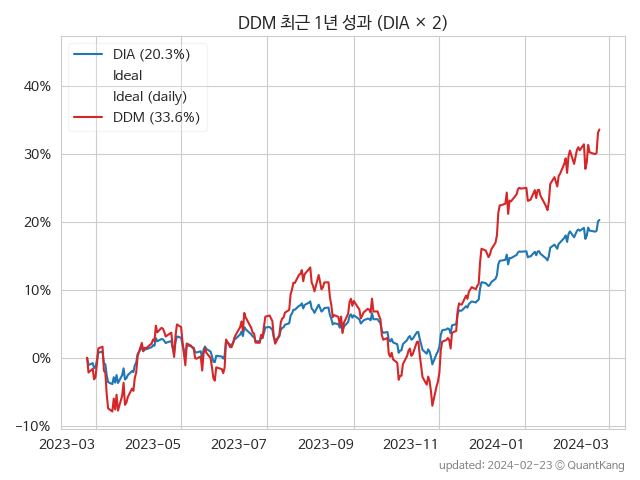 DDM 최근 1년 성과 (DIA × 2)
DIA (20.3%)
Ideal
Ideal (daily)
DDM (33.6%)
40%
30%
20%
10%
0%
−10%
2023-03 2023-05 2023-07 2023-09 2023-11 2024-01 2024-03
updated: 2024-02-23 © QuantKang